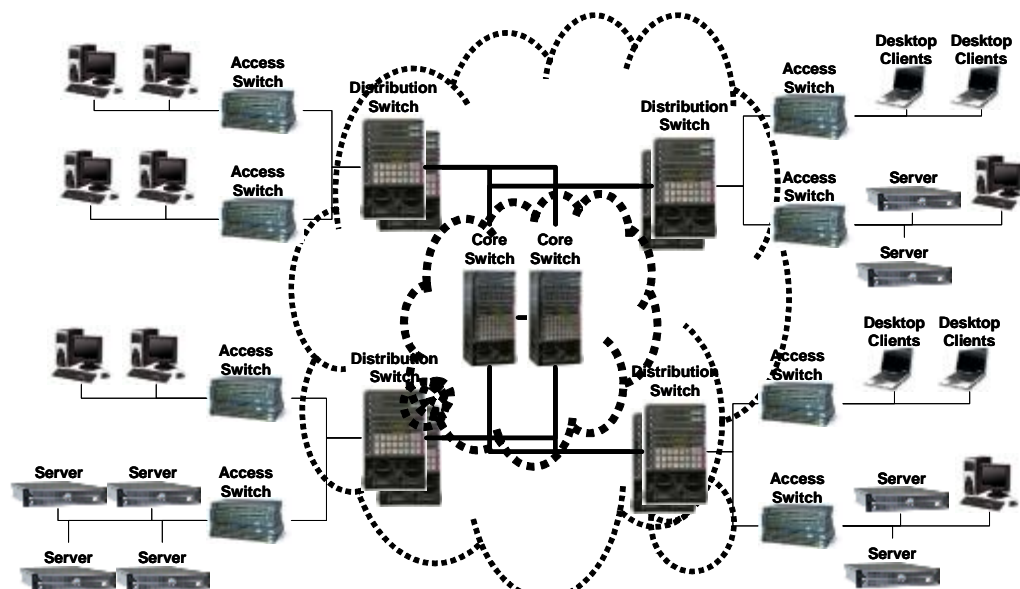 Desktop
Clients
Desktop
Clients
Access
Switch
Distribution
Switch
Distribution
Switch
Access
Switch
Access
Switch
Access
Switch
Server
Server
Core
Switch
Core
Switch
Desktop
Clients
Desktop
Clients
Access
Switch
Distribution
Switch
Distribution
Switch
Access
Switch
Server
Server
Access
Switch
Access
Switch
Server
Server
Server
Server